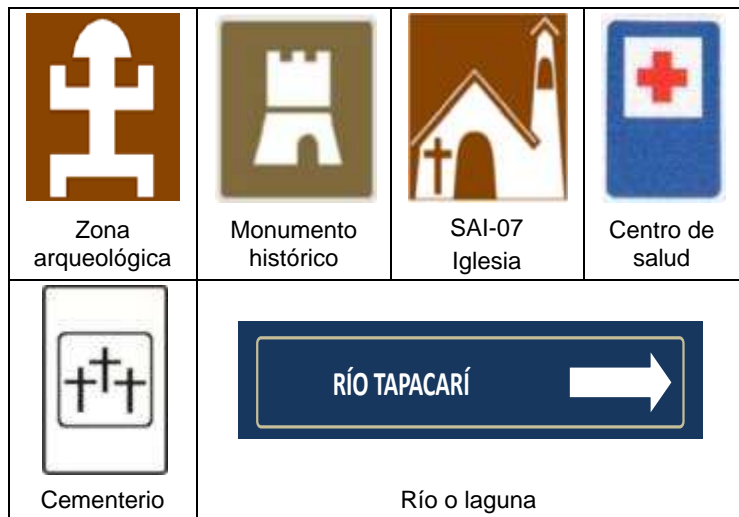 Zona
arqueológica
Monumento
histórico
SAI-07
Iglesia
Centro de
salud
RÍO TAPACARÍ
Cementerio
Río o laguna